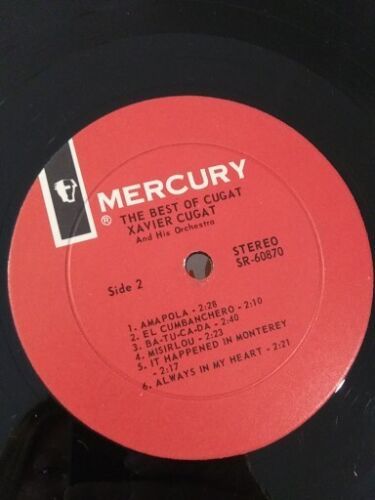 MERCURY
®
THE BEST OF CUGAT
XAVIER CUGAT
And His Orchestra
STEREO
SR-60870
Side 2
1. AMAPOLA - 2:28
2. EL CUMBANCHERO - 2:10
3. BA-TU-CA-DA - 2:40
4. MISIRLOU - 2:23
5. IT HAPPENED IN MONTEREY
- 2:17
6. ALWAYS IN MY HEART - 2:21